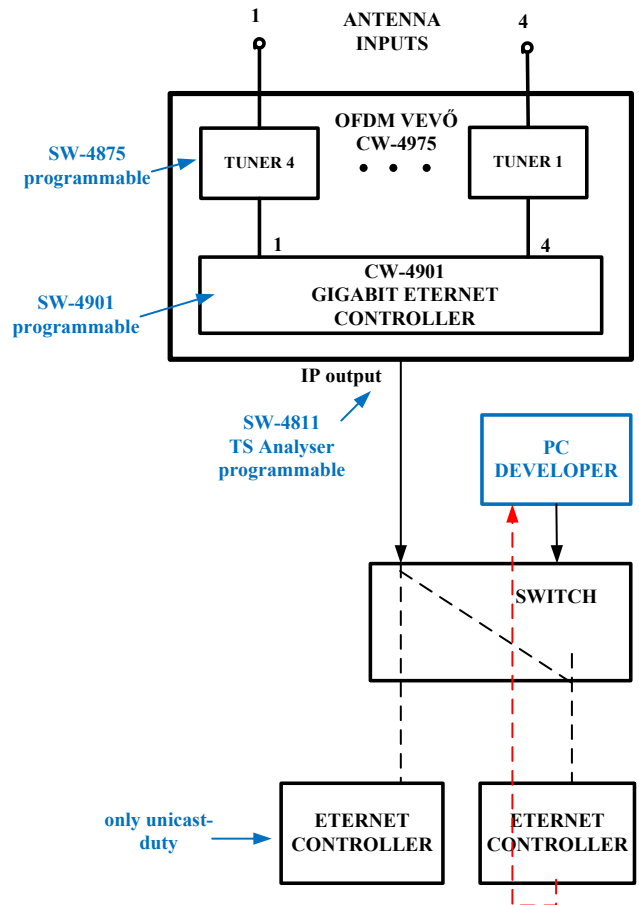 1
ANTENNA
INPUTS
4
OFDM VEVŐ
CW-4975
SW-4875
programmable
TUNER 4
• • •
TUNER 1
1
4
CW-4901
GIGABIT ETERNET
CONTROLLER
SW-4901
programmable
IP output
SW-4811
TS Analyser
programmable
PC
DEVELOPER
SWITCH
only unicast-
duty
ETERNET
CONTROLLER
ETERNET
CONTROLLER